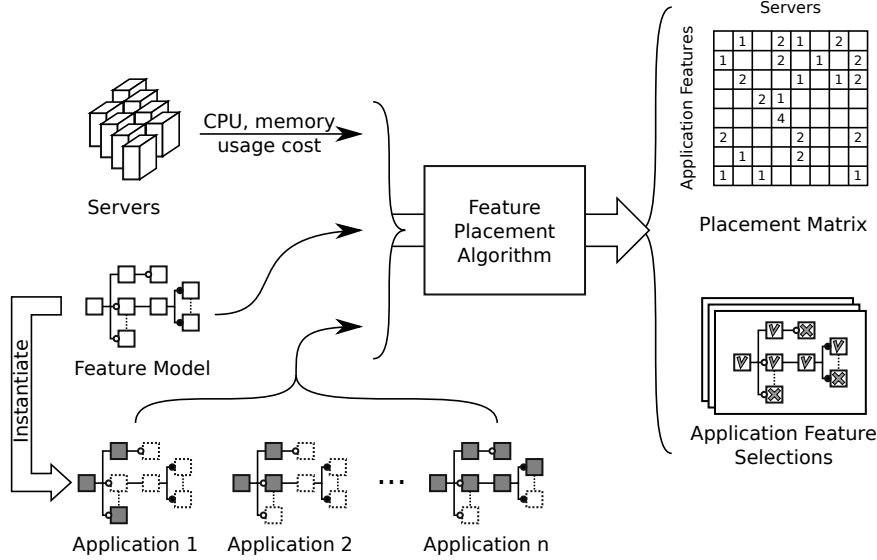 Servers
Application Features
1 2 1 2
1 2 1 2
2 1 1 2
2 1
4
2 2 2
1 2
1 1 1
Placement Matrix
CPU, memory
usage cost
Servers
Feature
Placement
Algorithm
Feature Model
Instantiate
Application 1
Application 2
...
Application n
Application Feature
Selections